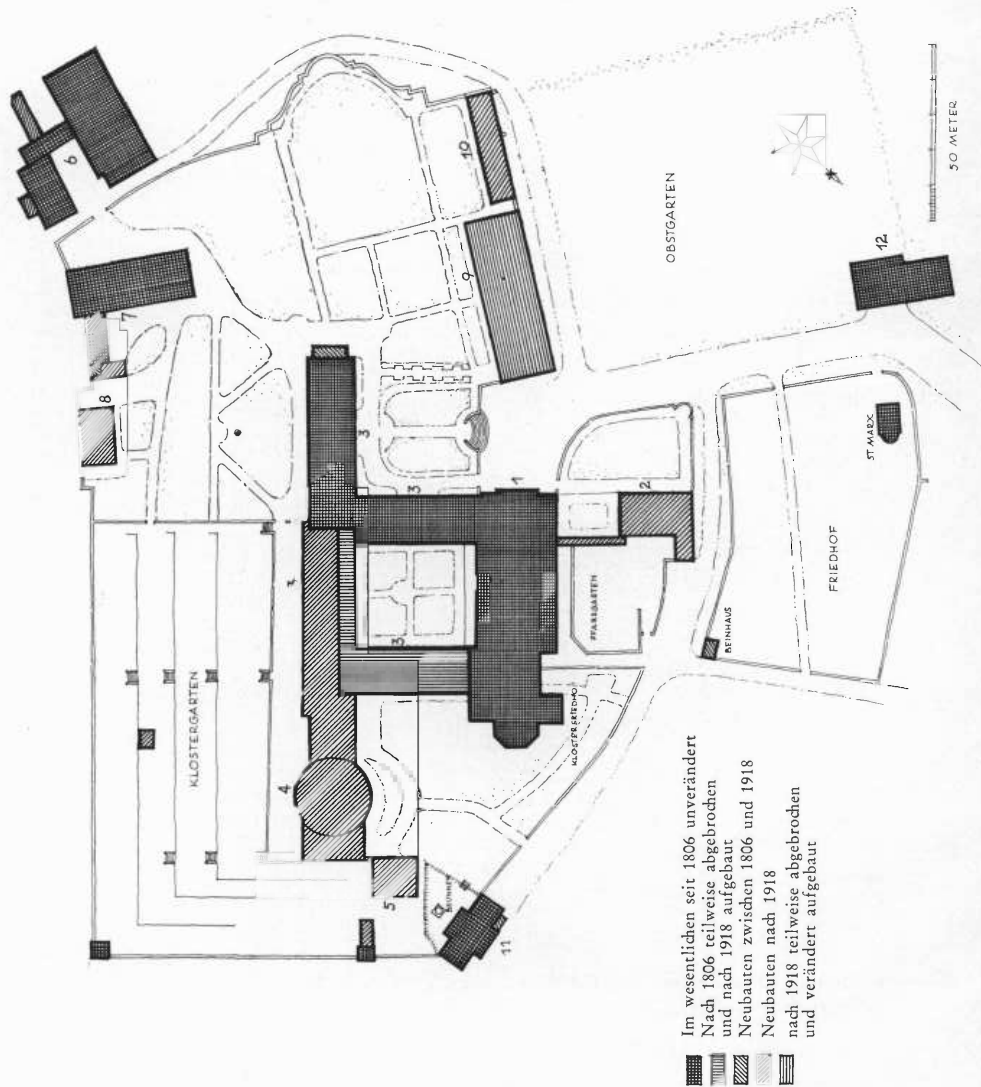 6
7
8
10
9
OBSTGARTEN
50 METER
12
3
3
1
2
3
3
KLOSTERGARTEN
4
5
11
BRUNNEN
PFARRGARTEN
KLOSTERFRIEDHOF
BEINHAUS
FRIEDHOF
ST MARX
Im wesentlichen seit 1806 unverändert
Nach 1806 teilweise abgebrochen
und nach 1918 aufgebaut
Neubauten zwischen 1806 und 1918
Neubauten nach 1918
nach 1918 teilweise abgebrochen
und verändert aufgebaut